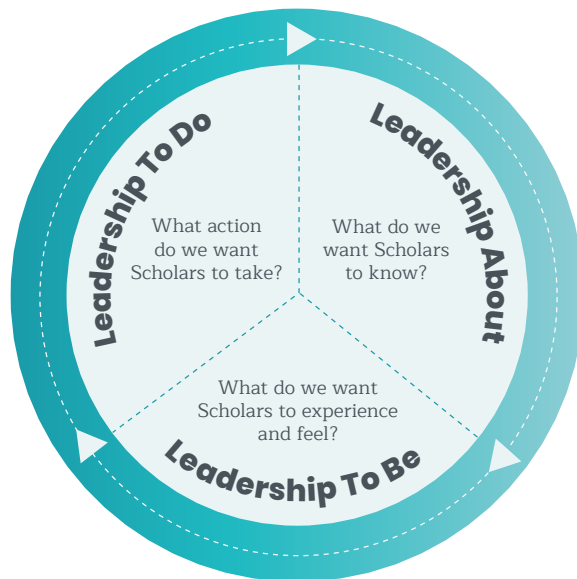 Leadership To Do
What action
do we want
Scholars to take?
Leadership About
What do we
want Scholars
to know?
What do we want
Scholars to experience
and feel?
Leadership To Be